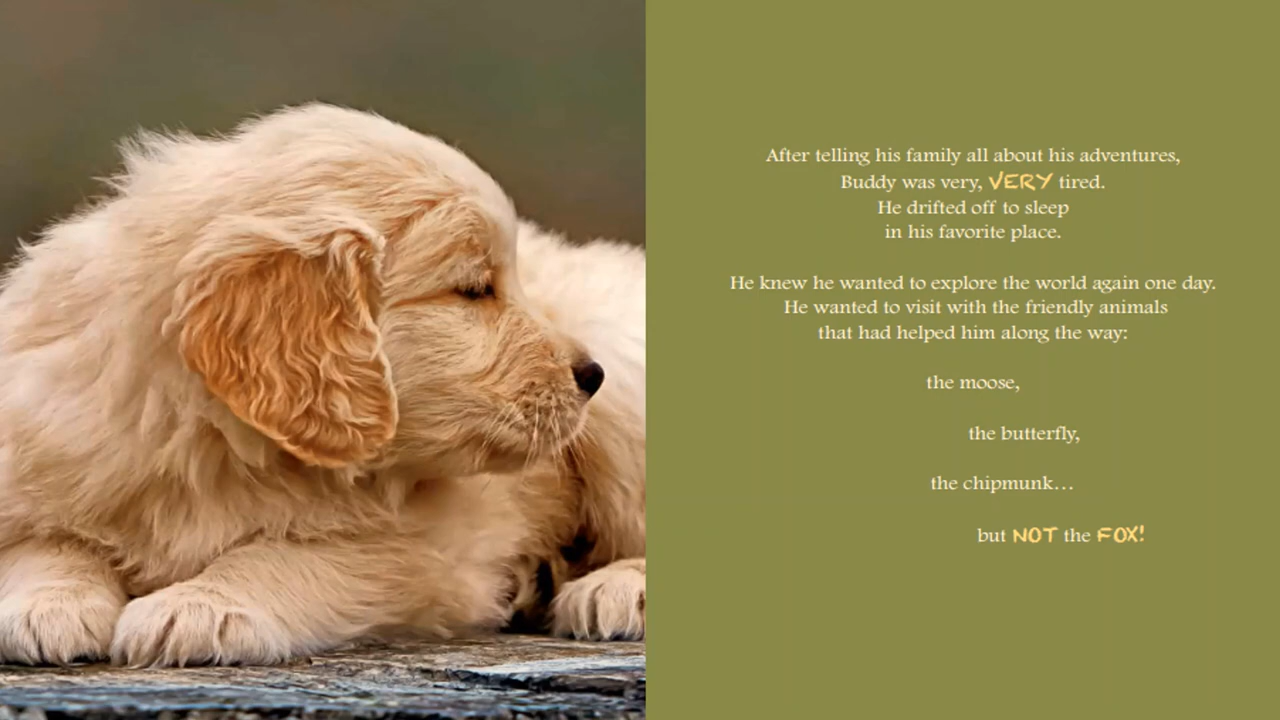 After telling his family all about his adventures,
Buddy was very, VERY tired.
He drifted off to sleep
in his favorite place.
He knew he wanted to explore the world again one day.
He wanted to visit with the friendly animals
that had helped him along the way:
the moose,
the butterfly,
the chipmunk…
but NOT the FOX!